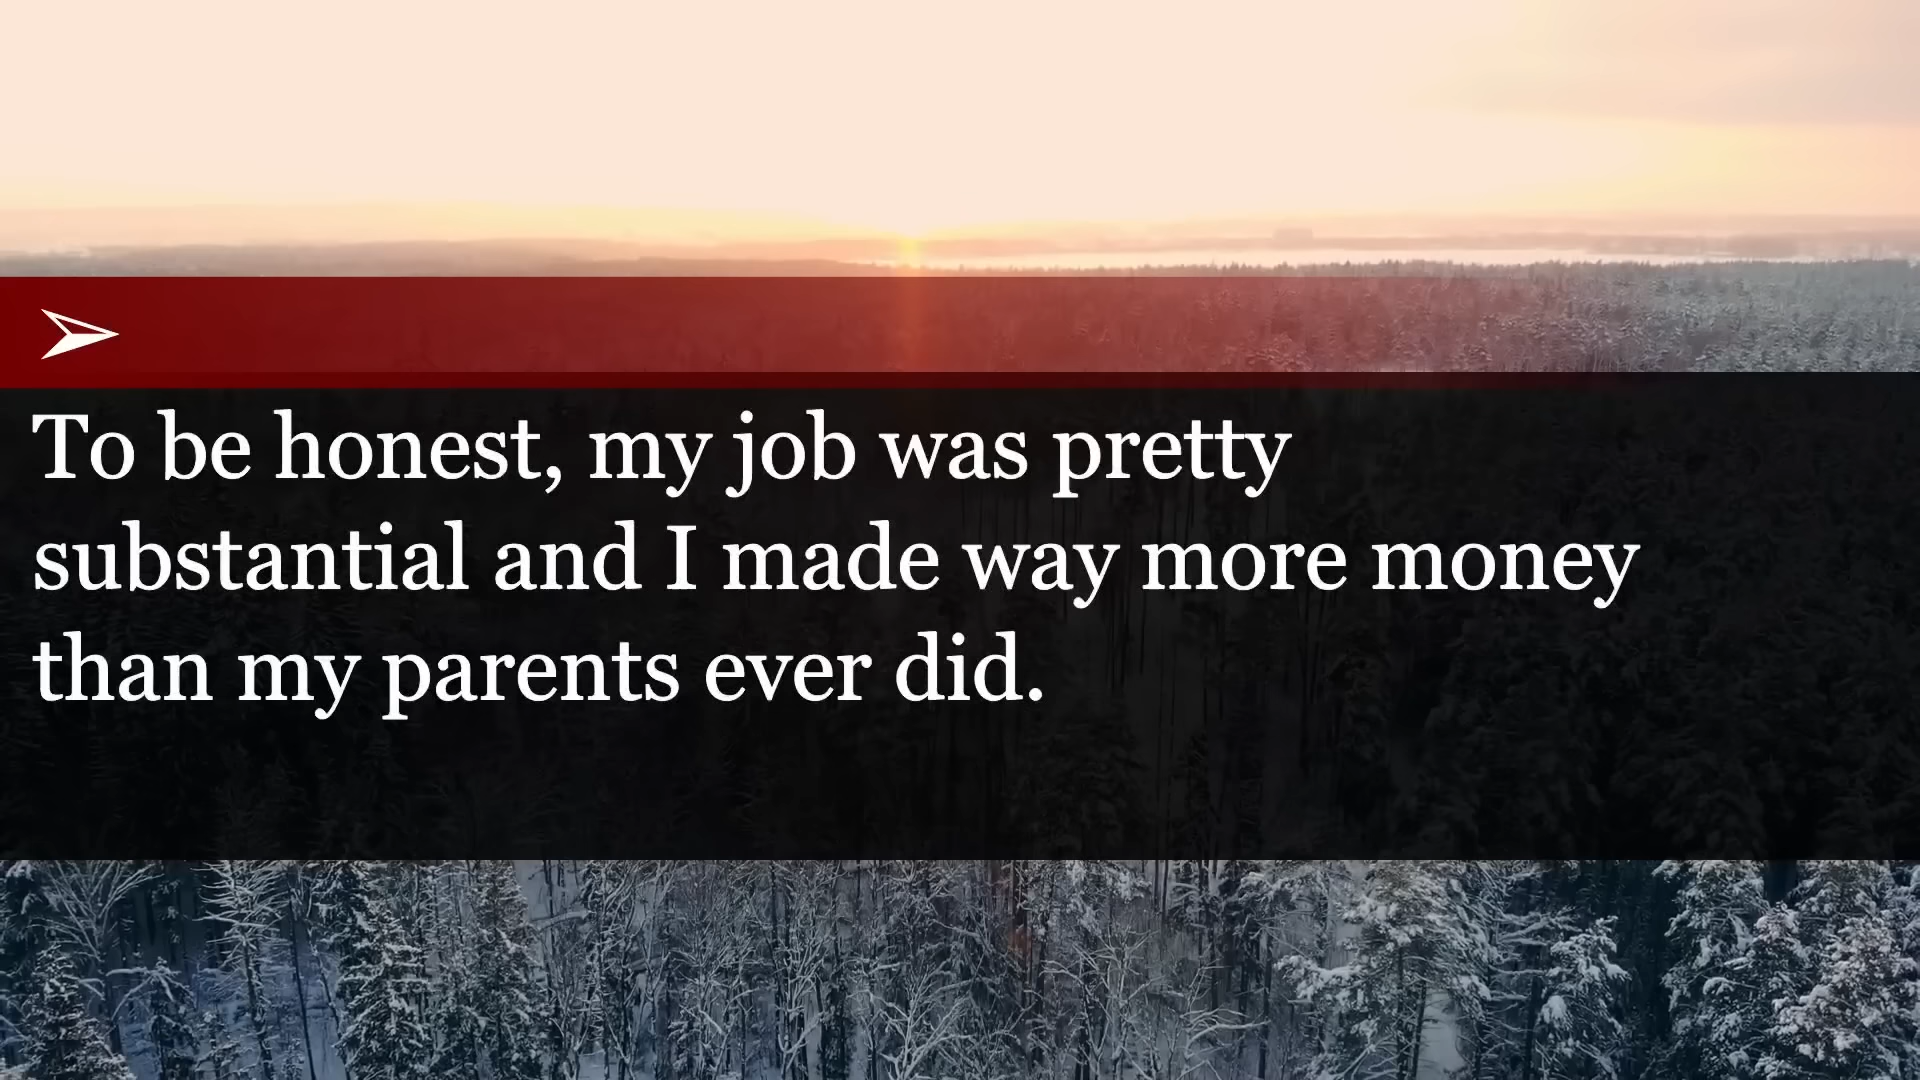 To be honest, my job was pretty
substantial and I made way more money
than my parents ever did.